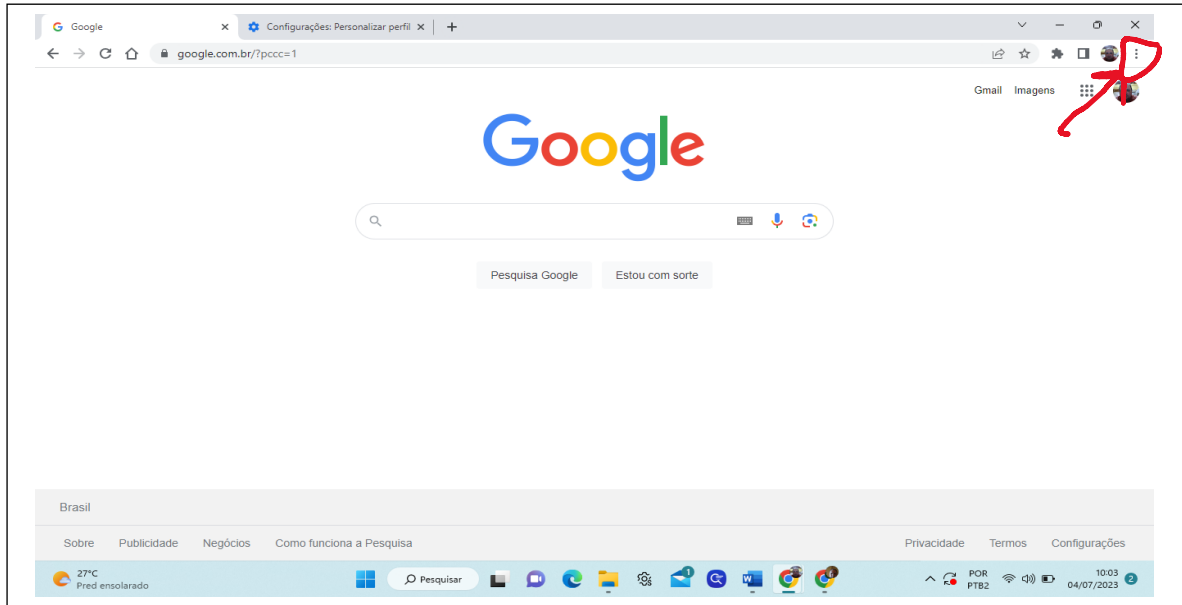 Google
Configurações: Personalizar perfil
google.com.br/?pccc=1
Gmail Imagens
Google
Pesquisa Google Estou com sorte
Brasil
Sobre Publicidade Negócios Como funciona a Pesquisa Privacidade Termos Configurações
27°C
Pred ensolarado
Pesquisar
1
POR
PTB2
10:03
04/07/2023
2